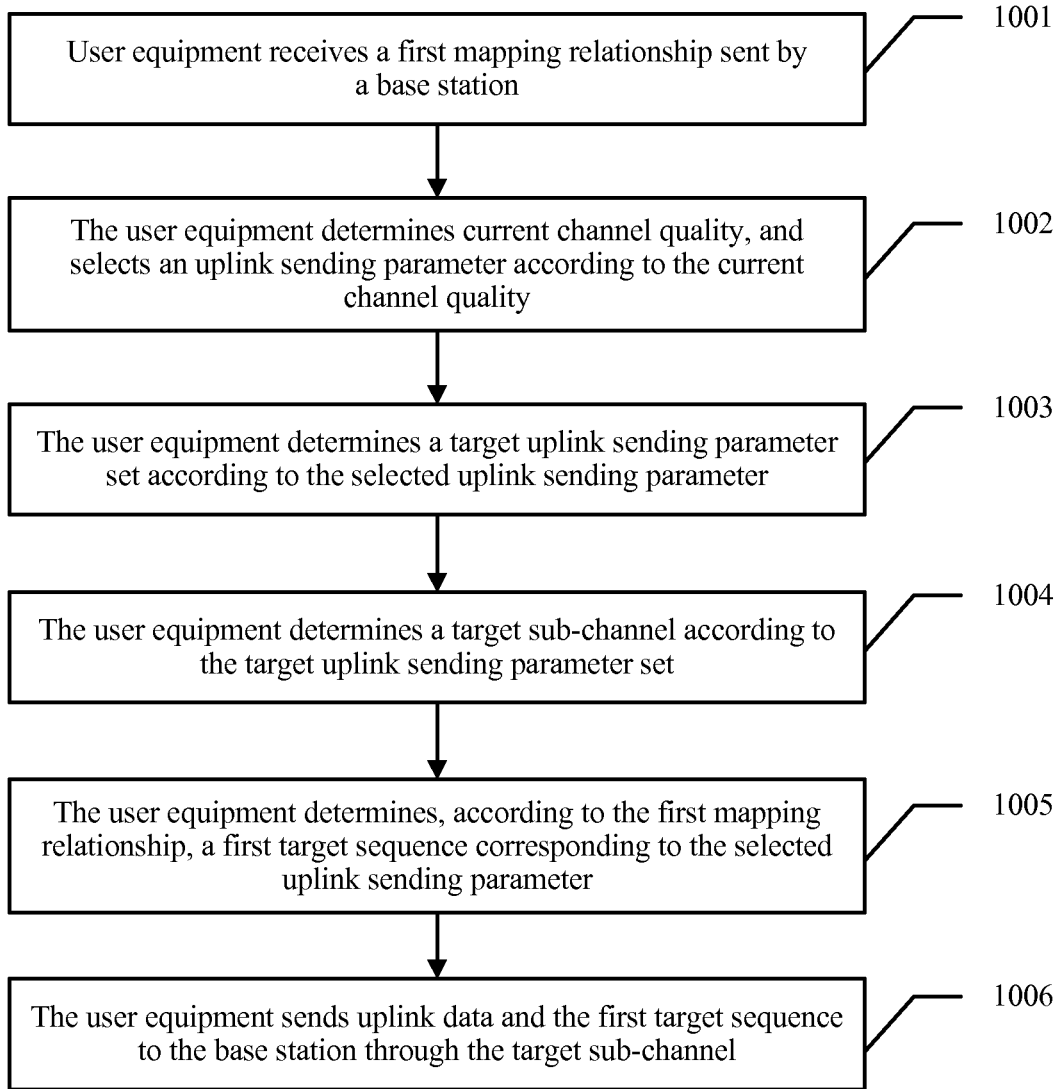 User equipment receives a first mapping relationship sent by
a base station
1001
The user equipment determines current channel quality, and
selects an uplink sending parameter according to the current
channel quality
1002
The user equipment determines a target uplink sending parameter
set according to the selected uplink sending parameter
1003
The user equipment determines a target sub-channel according to
the target uplink sending parameter set
1004
The user equipment determines, according to the first mapping
relationship, a first target sequence corresponding to the selected
uplink sending parameter
1005
The user equipment sends uplink data and the first target sequence
to the base station through the target sub-channel
1006